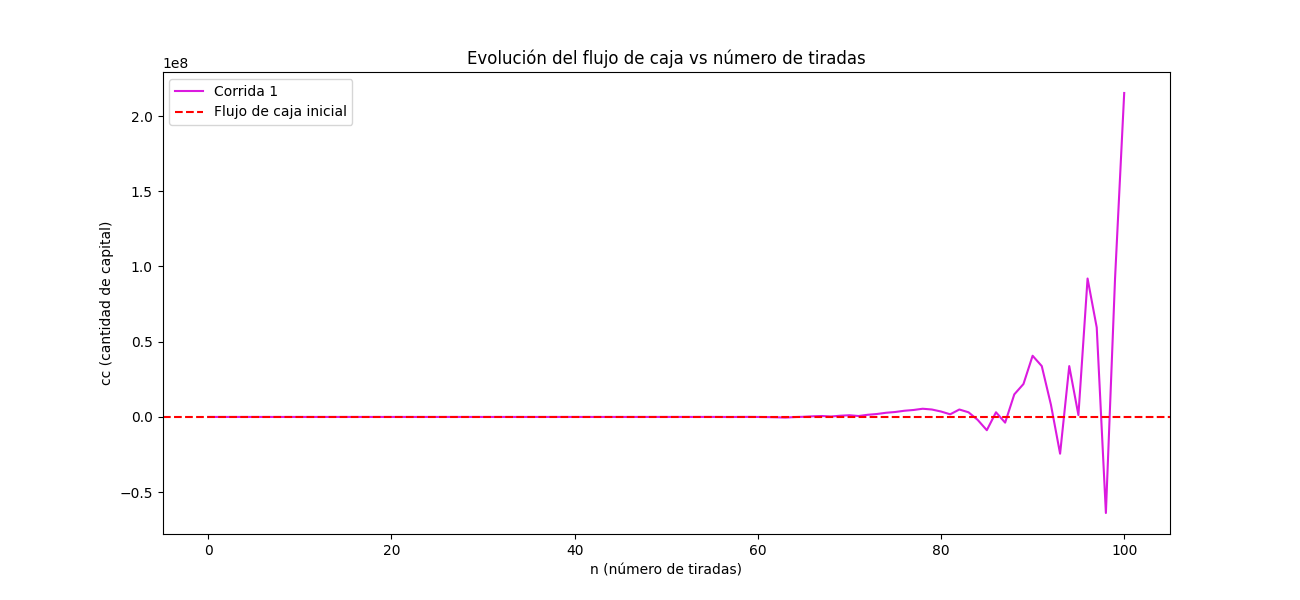 Evolución del flujo de caja vs número de tiradas
1e8
Corrida 1
Flujo de caja inicial
2.0
1.5
1.0
0.5
0.0
−0.5
cc (cantidad de capital)
0 20 40 60 80 100
n (número de tiradas)